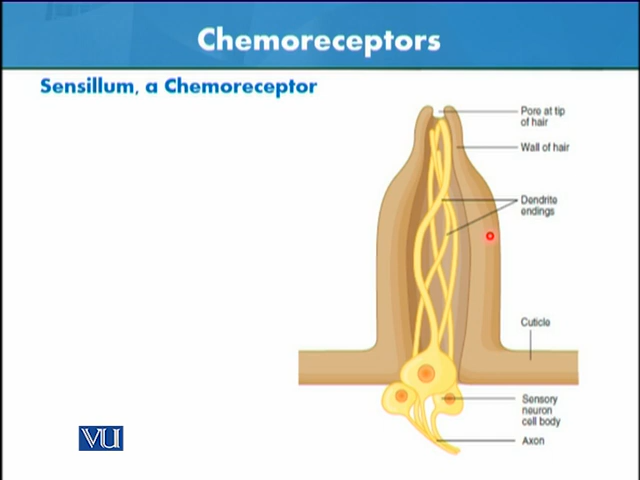 Chemoreceptors
Sensillum, a Chemoreceptor
Pore at tip
of hair
Wall of hair
Dendrite
endings
Cuticle
Sensory
neuron
cell body
Axon
VU